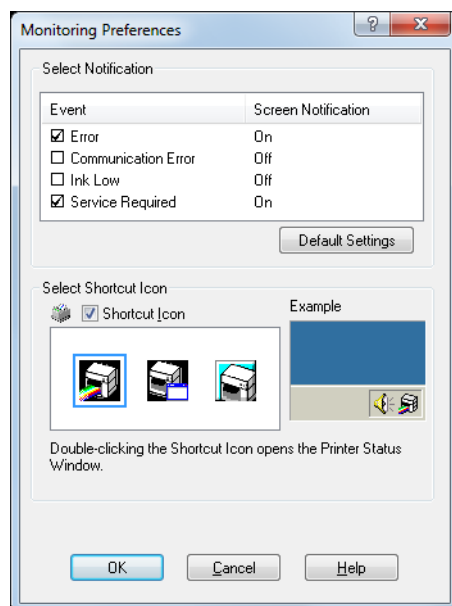 Monitoring Preferences
Select Notification
Event Screen Notification
Error On
Communication Error Off
Ink Low Off
Service Required On
Default Settings
Select Shortcut Icon
Shortcut Icon
Example
Double-clicking the Shortcut Icon opens the Printer Status
Window.
OK Cancel Help